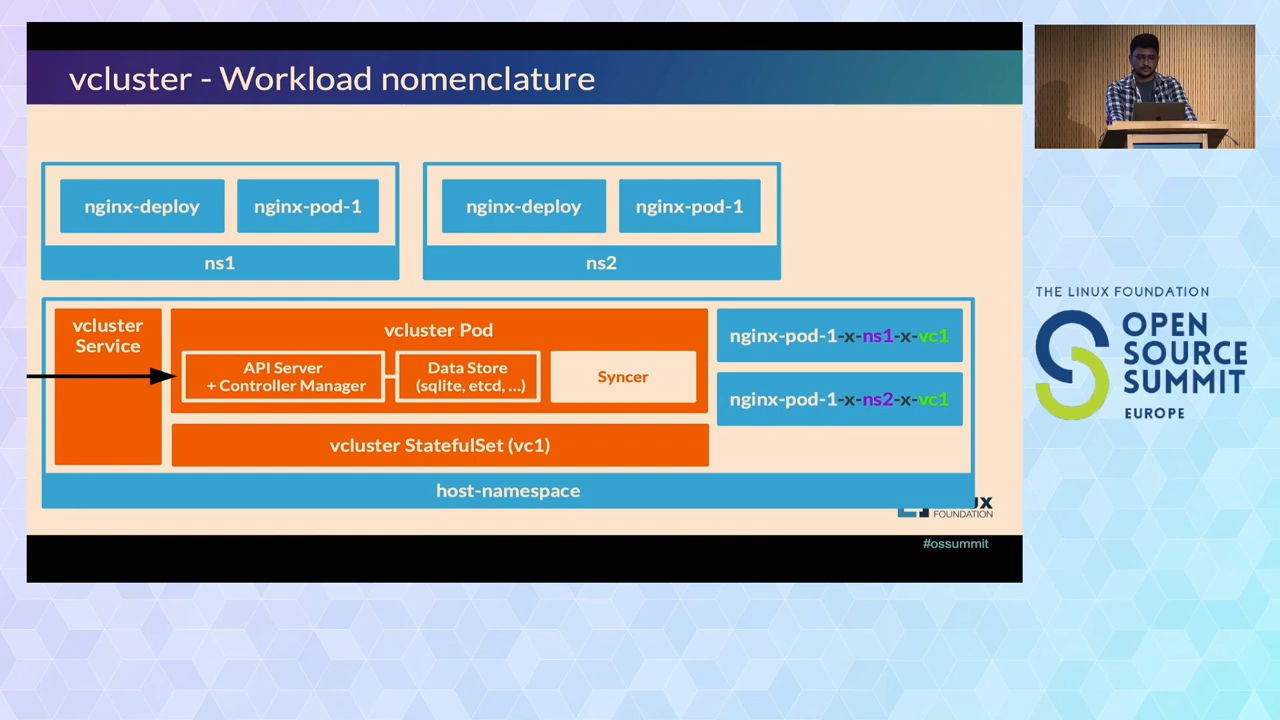 vcluster - Workload nomenclature
nginx-deploy
nginx-pod-1
ns1
nginx-deploy
nginx-pod-1
ns2
vcluster
Service
vcluster Pod
API Server
+ Controller Manager
Data Store
(sqlite, etcd, ...)
Syncer
vcluster StatefulSet (vc1)
nginx-pod-1-x-ns1-x-vc1
nginx-pod-1-x-ns2-x-vc1
host-namespace
FOUNDATION
#ossummit
THE LINUX FOUNDATION
OPEN
SOURCE
SUMMIT
EUROPE